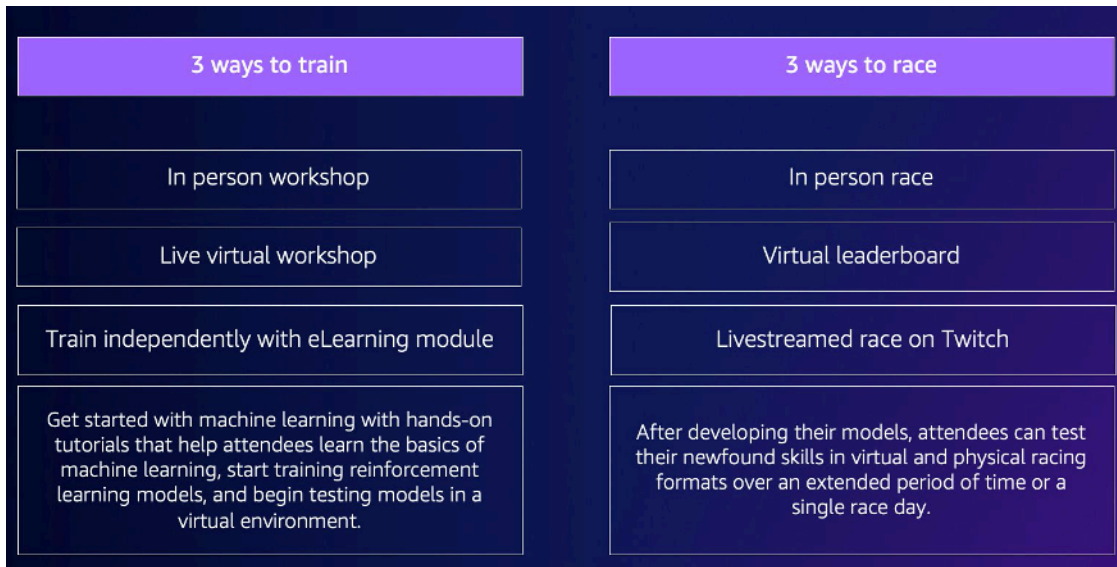 3 ways to train
In person workshop
Live virtual workshop
Train independently with eLearning module
Get started with machine learning with hands-on
tutorials that help attendees learn the basics of
machine learning, start training reinforcement
learning models, and begin testing models in a
virtual environment.
3 ways to race
In person race
Virtual leaderboard
Livestreamed race on Twitch
After developing their models, attendees can test
their newfound skills in virtual and physical racing
formats over an extended period of time or a
single race day.